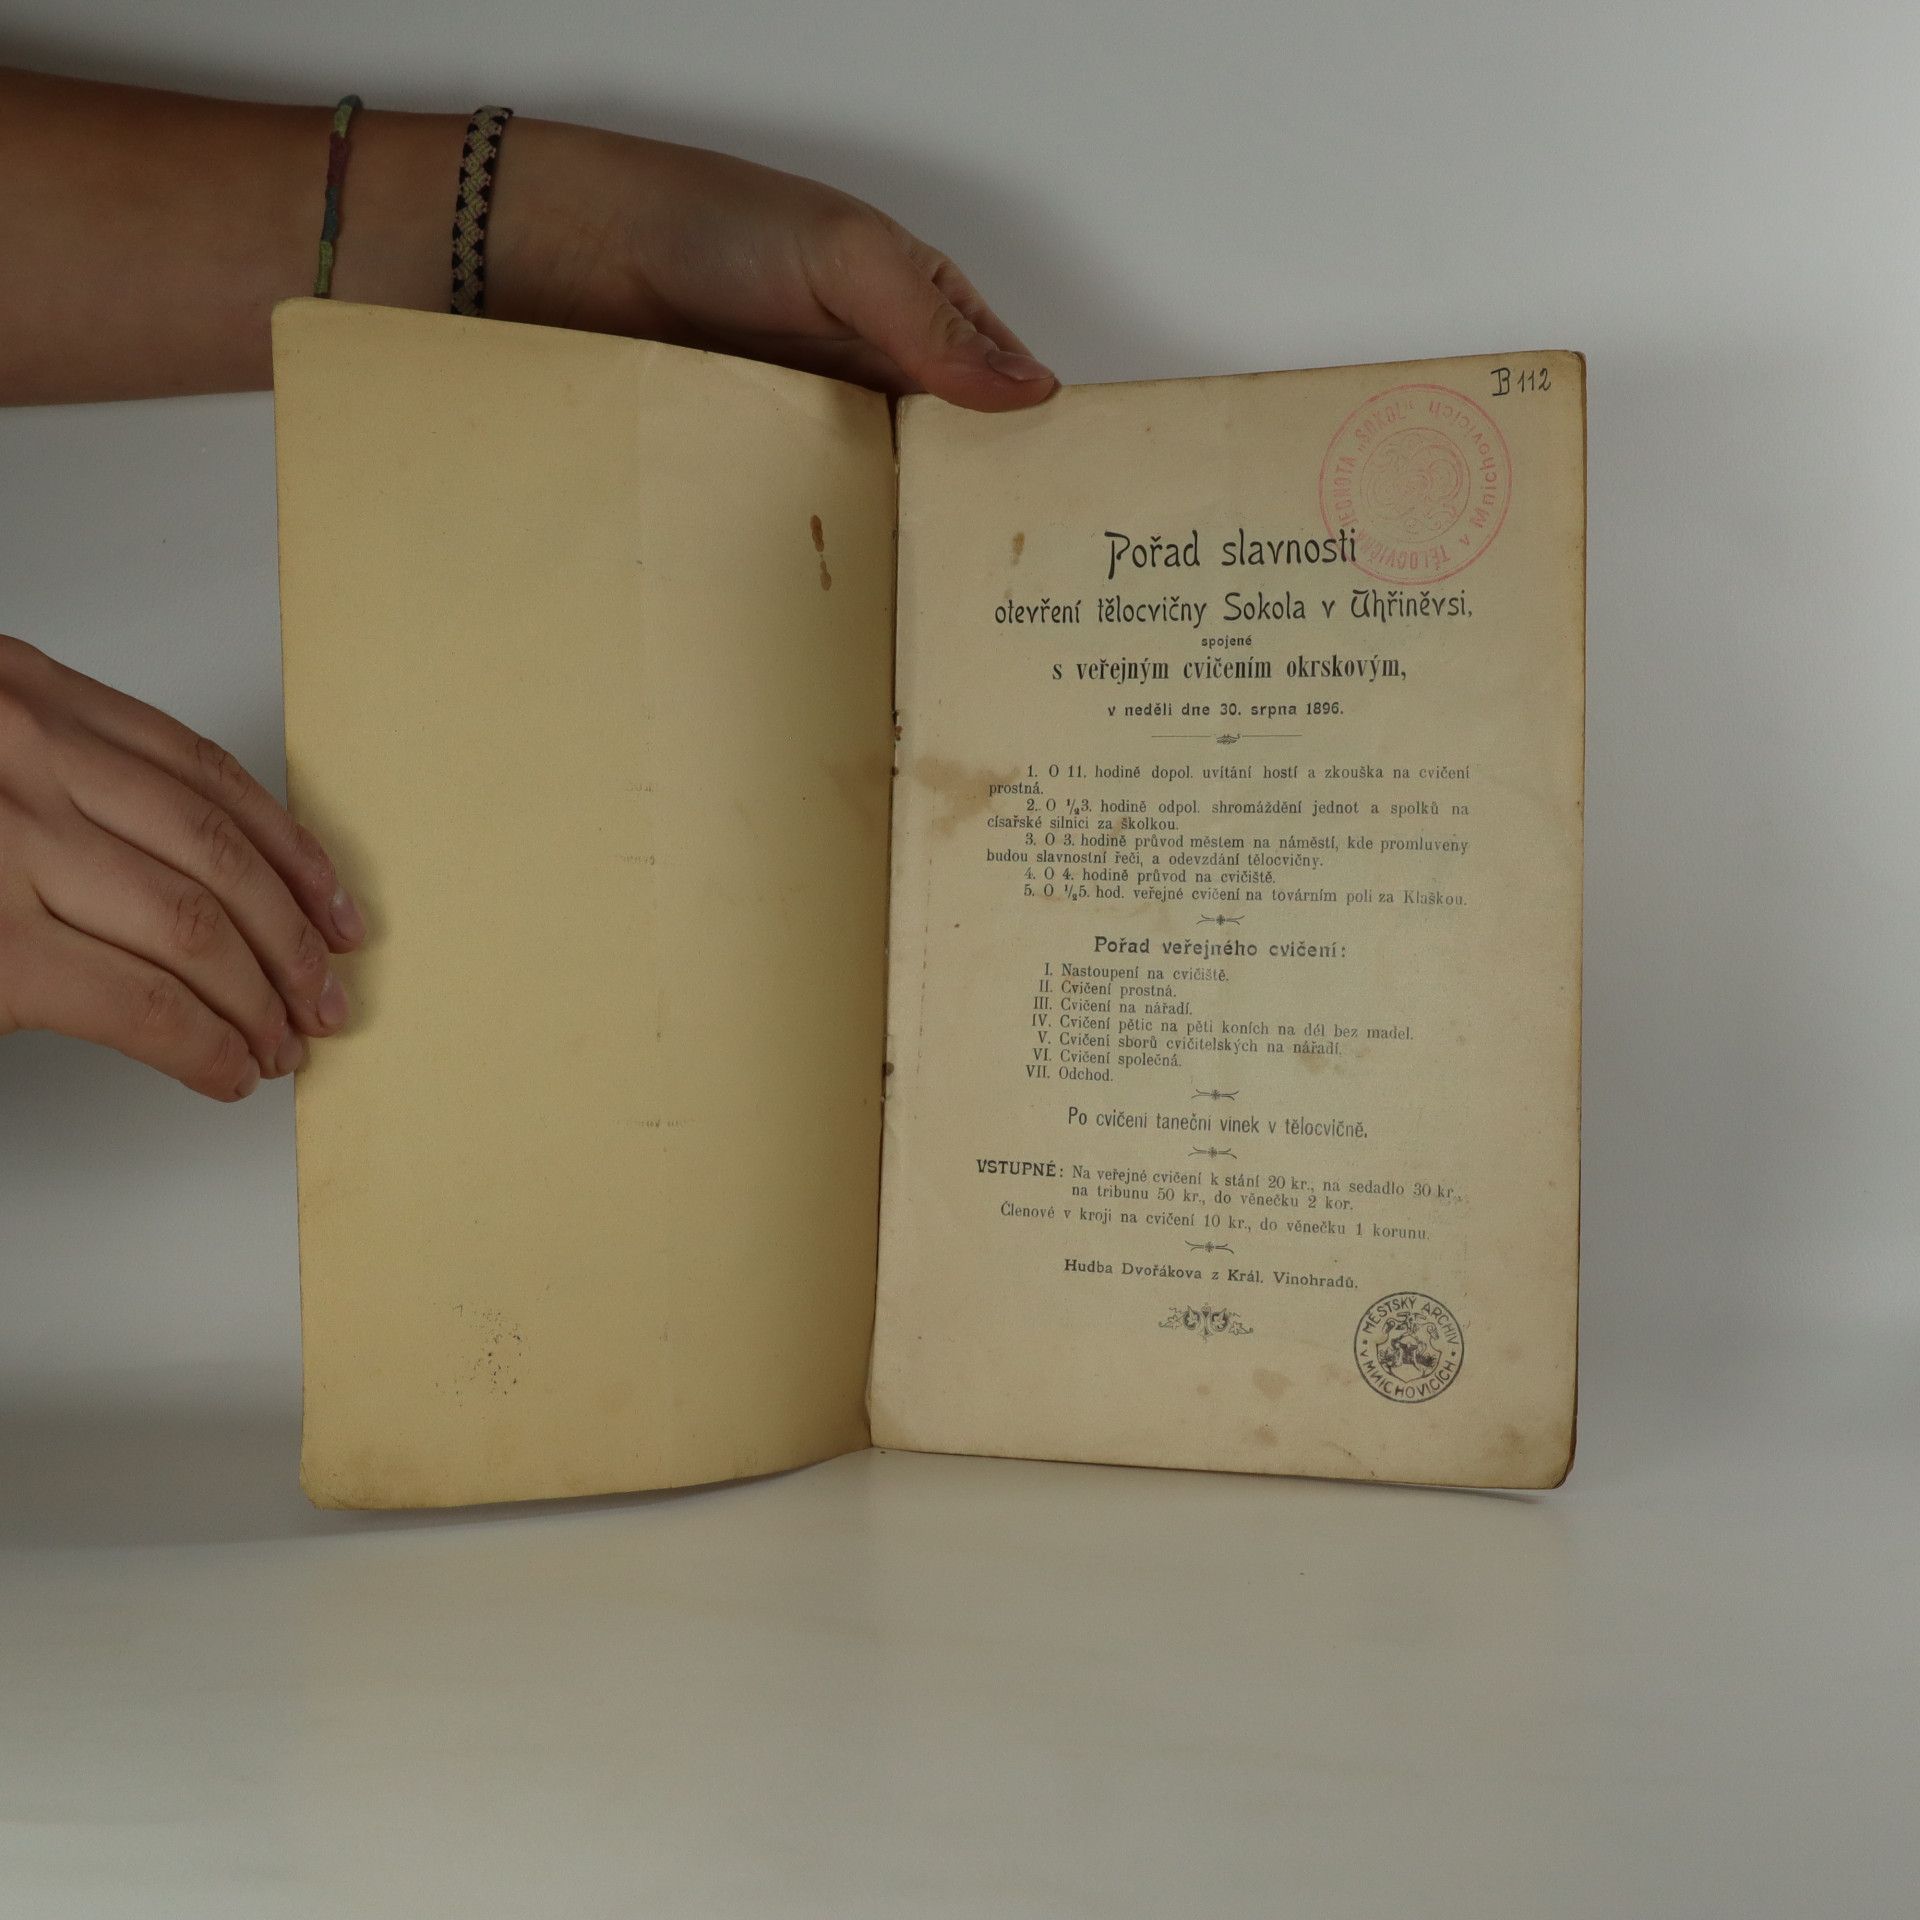 B 112
TĚLOCVIČNÁ JEDNOTA „SOKOL“ v Mnichovicích
Pořad slavnosti
otevření tělocvičny Sokola v Uhřiněvsi,
spojené
s veřejným cvičením okrskovým,
v neděli dne 30. srpna 1896.
1. O 11. hodině dopol. uvítání hostí a zkouška na cvičení
prostná.
2. O ½3. hodině odpol. shromáždění jednot a spolků na
císařské silnici za školkou.
3. O 3. hodině průvod městem na náměstí, kde promluveny
budou slavnostní řeči, a odevzdání tělocvičny.
4. O 4. hodině průvod na cvičiště.
5. O ½5. hod. veřejné cvičení na továrním poli za Klaškou.
Pořad veřejného cvičení:
I. Nastoupení na cvičiště.
II. Cvičení prostná.
III. Cvičení na nářadí.
IV. Cvičení pětic na pěti koních na děl bez madel.
V. Cvičení sborů cvičitelských na nářadí.
VI. Cvičení společná.
VII. Odchod.
Po cvičení taneční vínek v tělocvičně.
VSTUPNÉ: Na veřejné cvičení k stání 20 kr., na sedadlo 30 kr.,
na tribunu 50 kr., do věnečku 2 kor.
Členové v kroji na cvičení 10 kr., do věnečku 1 korunu.
Hudba Dvořákova z Král. Vinohradů.
MĚSTSKÝ ARCHIV v MNICHOVICÍCH